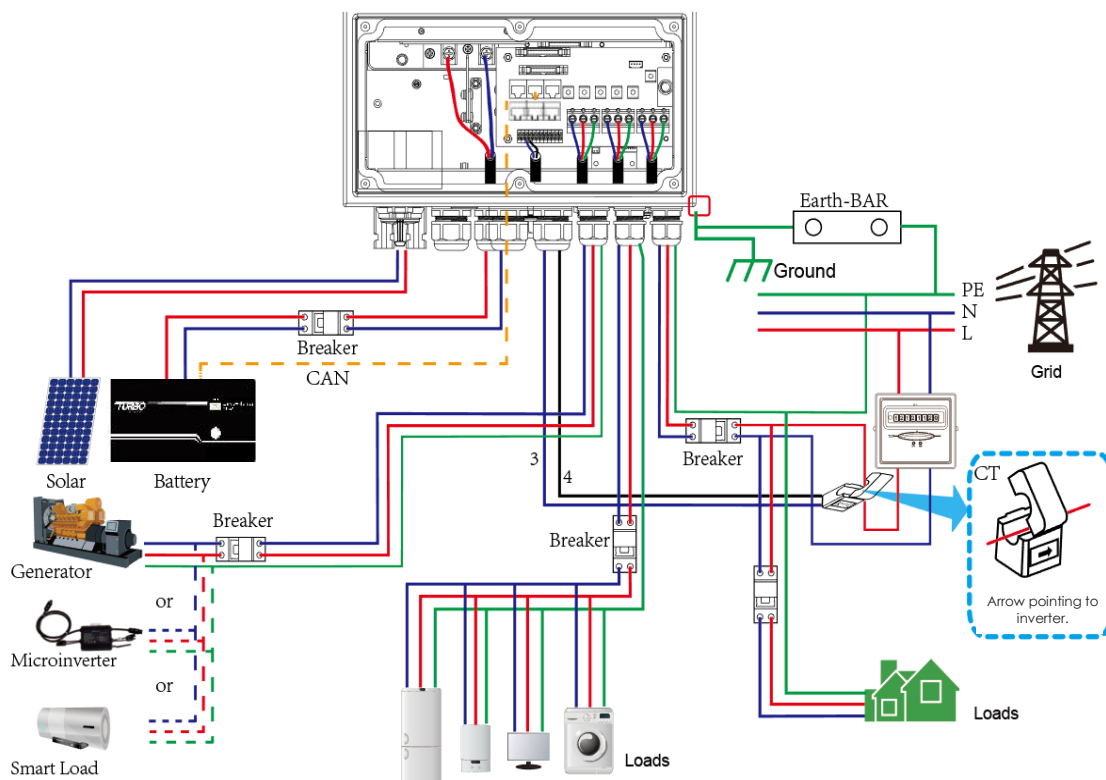 Earth-BAR
Ground
PE
N
L
Grid
Breaker
CAN
Solar
Battery
TURBO
3
4
Breaker
CT
Arrow pointing to
inverter.
Breaker
Generator
or
Microinverter
or
Smart Load
Breaker
Loads
Loads